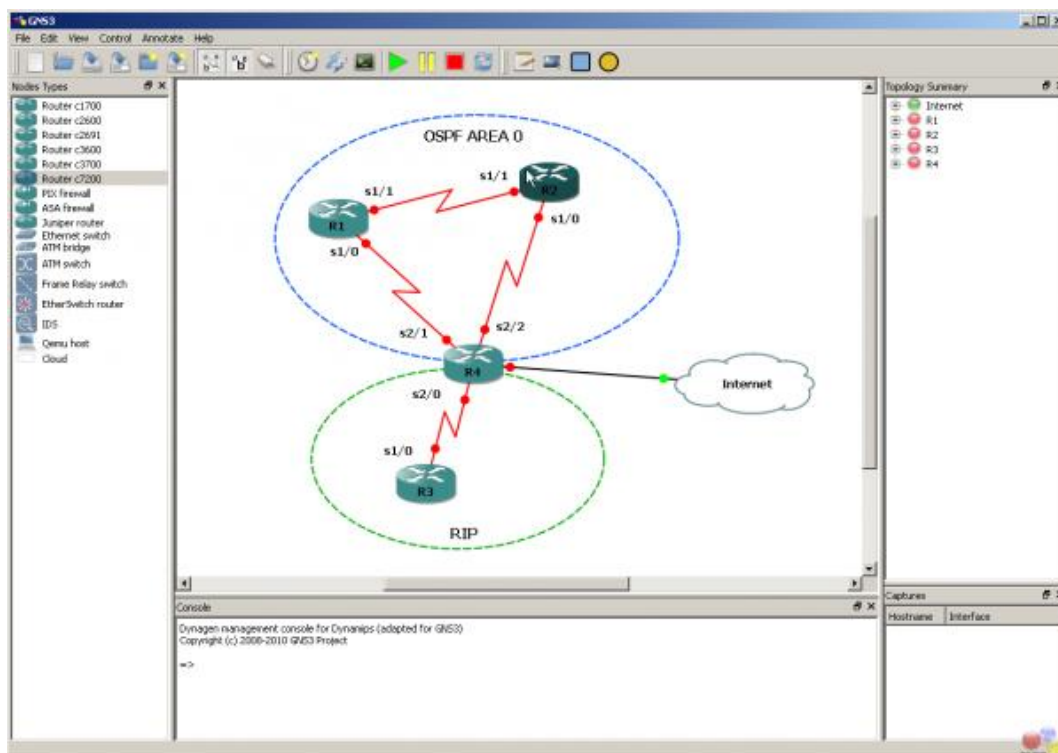 GNS3
File Edit View Control Annotate Help
Nodes Types
Router c1700
Router c2600
Router c2691
Router c3600
Router c3700
Router c7200
PIX firewall
ASA firewall
Juniper router
Ethernet switch
ATM bridge
ATM switch
Frame Relay switch
EtherSwitch router
IDS
Qemu host
Cloud
OSPF AREA 0
s1/1
s1/1
R2
R1
s1/0
s1/0
s2/1
s2/2
R4
Internet
s2/0
s1/0
R3
RIP
Topology Summary
Internet
R1
R2
R3
R4
Console
Dynagen management console for Dynamips (adapted for GNS3)
Copyright (c) 2006-2010 GNS3 Project
=>
Captures
Hostname Interface